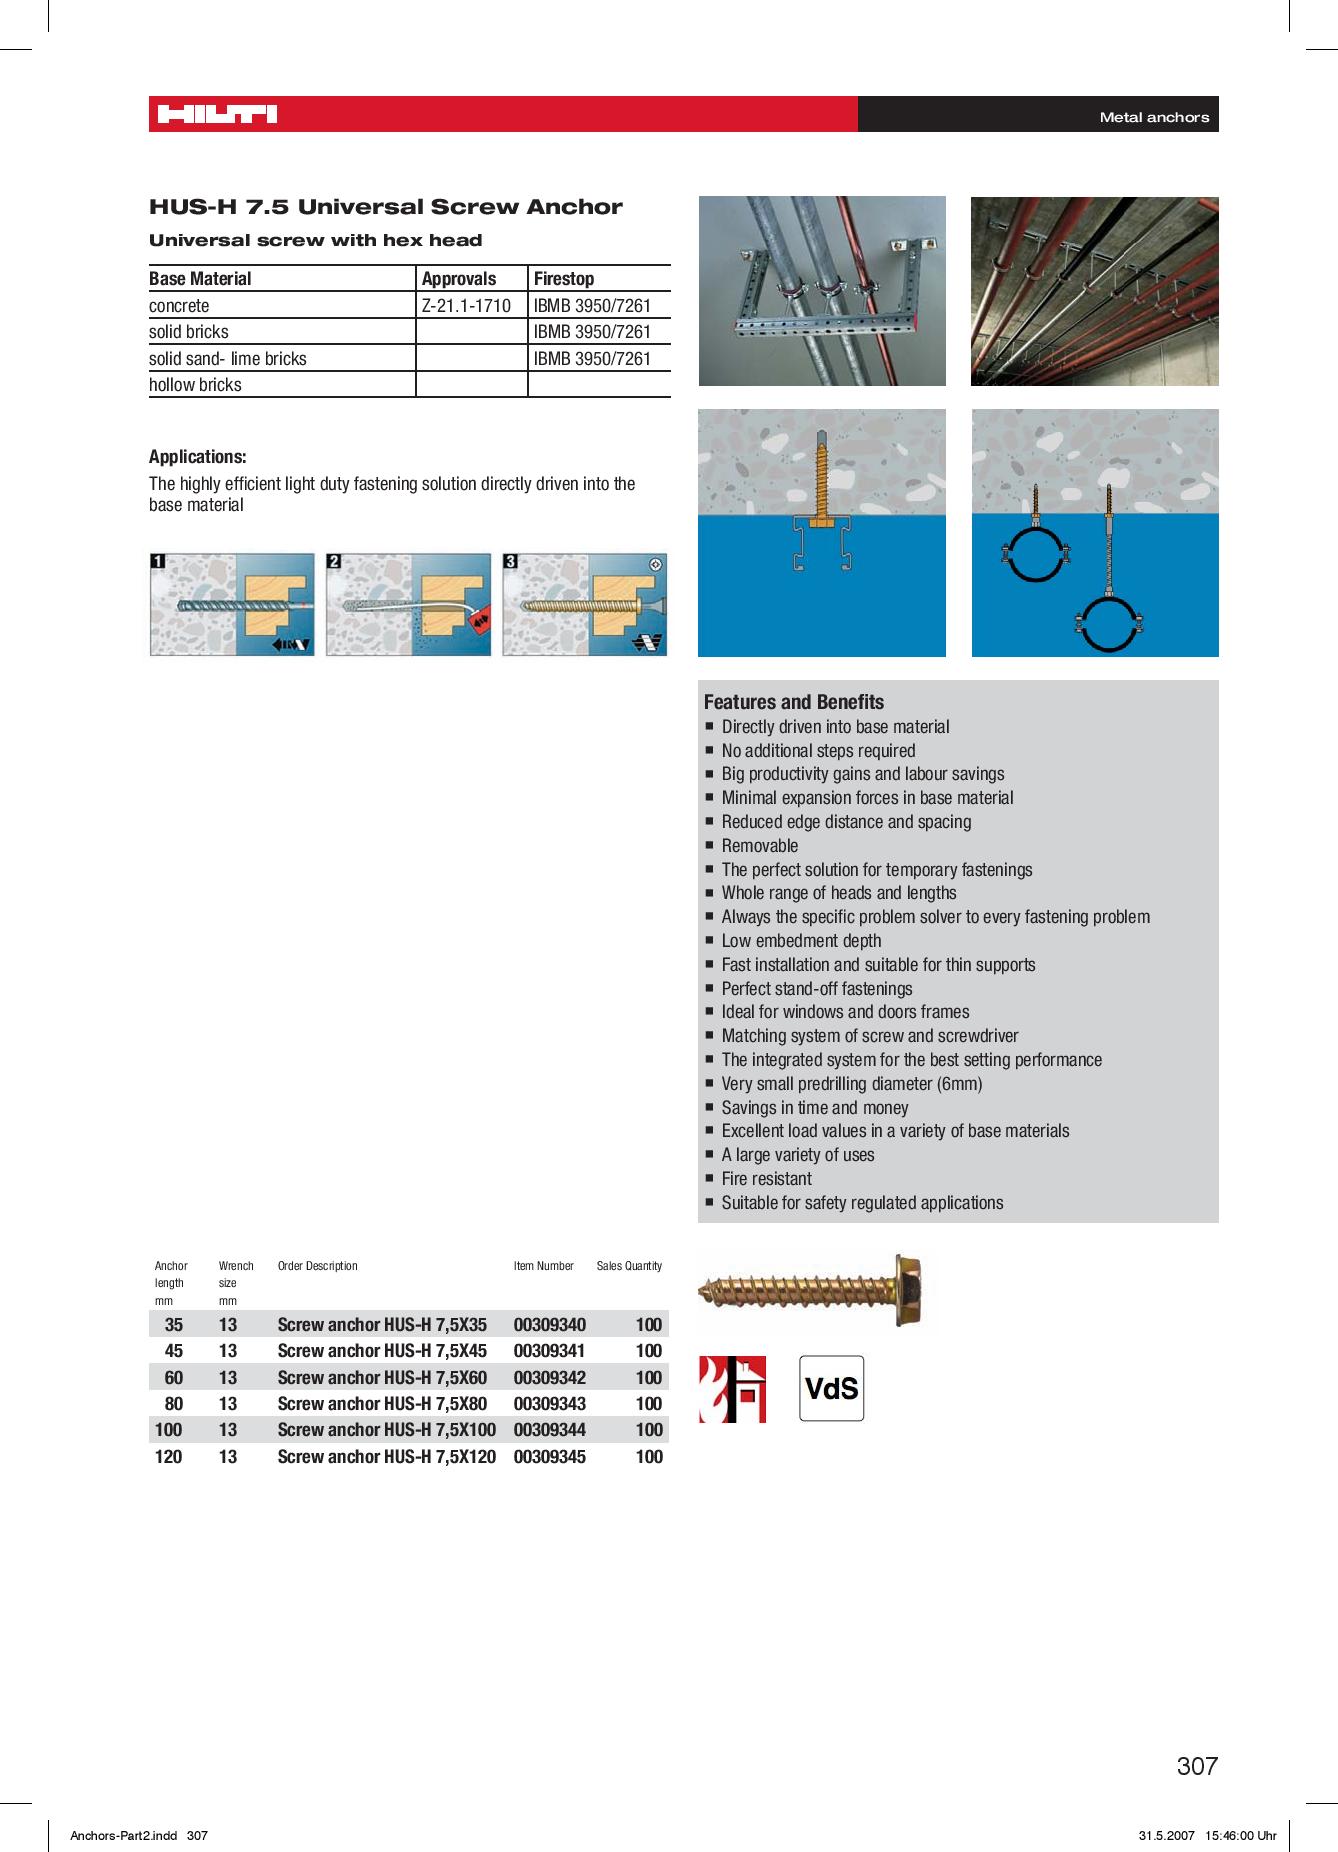 HILTI
Metal anchors
HUS-H 7.5 Universal Screw Anchor
Universal screw with hex head
Base Material Approvals Firestop
concrete Z-21.1-1710 IBMB 3950/7261
solid bricks IBMB 3950/7261
solid sand- lime bricks IBMB 3950/7261
hollow bricks
Applications:
The highly efficient light duty fastening solution directly driven into the
base material
1 2 3
Features and Benefits
■ Directly driven into base material
■ No additional steps required
■ Big productivity gains and labour savings
■ Minimal expansion forces in base material
■ Reduced edge distance and spacing
■ Removable
■ The perfect solution for temporary fastenings
■ Whole range of heads and lengths
■ Always the specific problem solver to every fastening problem
■ Low embedment depth
■ Fast installation and suitable for thin supports
■ Perfect stand-off fastenings
■ Ideal for windows and doors frames
■ Matching system of screw and screwdriver
■ The integrated system for the best setting performance
■ Very small predrilling diameter (6mm)
■ Savings in time and money
■ Excellent load values in a variety of base materials
■ A large variety of uses
■ Fire resistant
■ Suitable for safety regulated applications
Anchor Wrench Order Description Item Number Sales Quantity
length size
mm mm
35 13 Screw anchor HUS-H 7,5X35 00309340 100
45 13 Screw anchor HUS-H 7,5X45 00309341 100
60 13 Screw anchor HUS-H 7,5X60 00309342 100
80 13 Screw anchor HUS-H 7,5X80 00309343 100
100 13 Screw anchor HUS-H 7,5X100 00309344 100
120 13 Screw anchor HUS-H 7,5X120 00309345 100
VdS
307
Anchors-Part2.indd 307
31.5.2007 15:46:00 Uhr